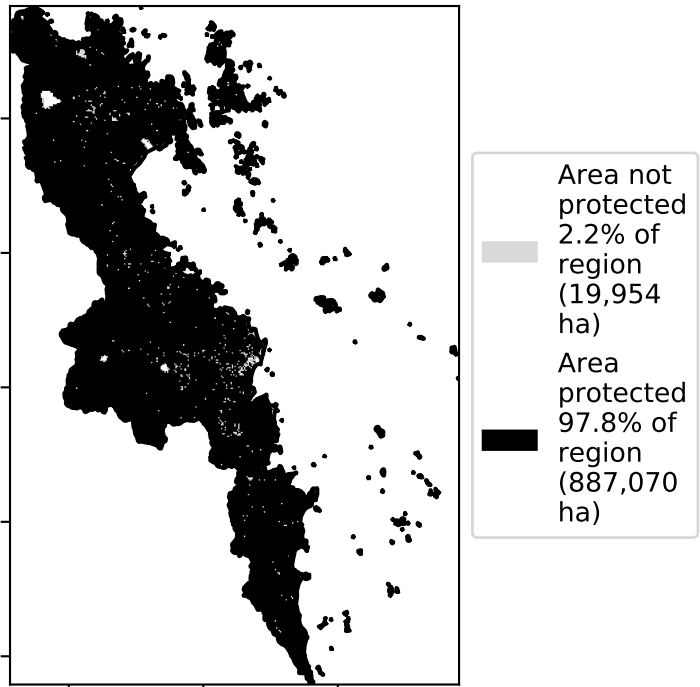 Area not
protected
2.2% of
region
(19,954
ha)
Area
protected
97.8% of
region
(887,070
ha)